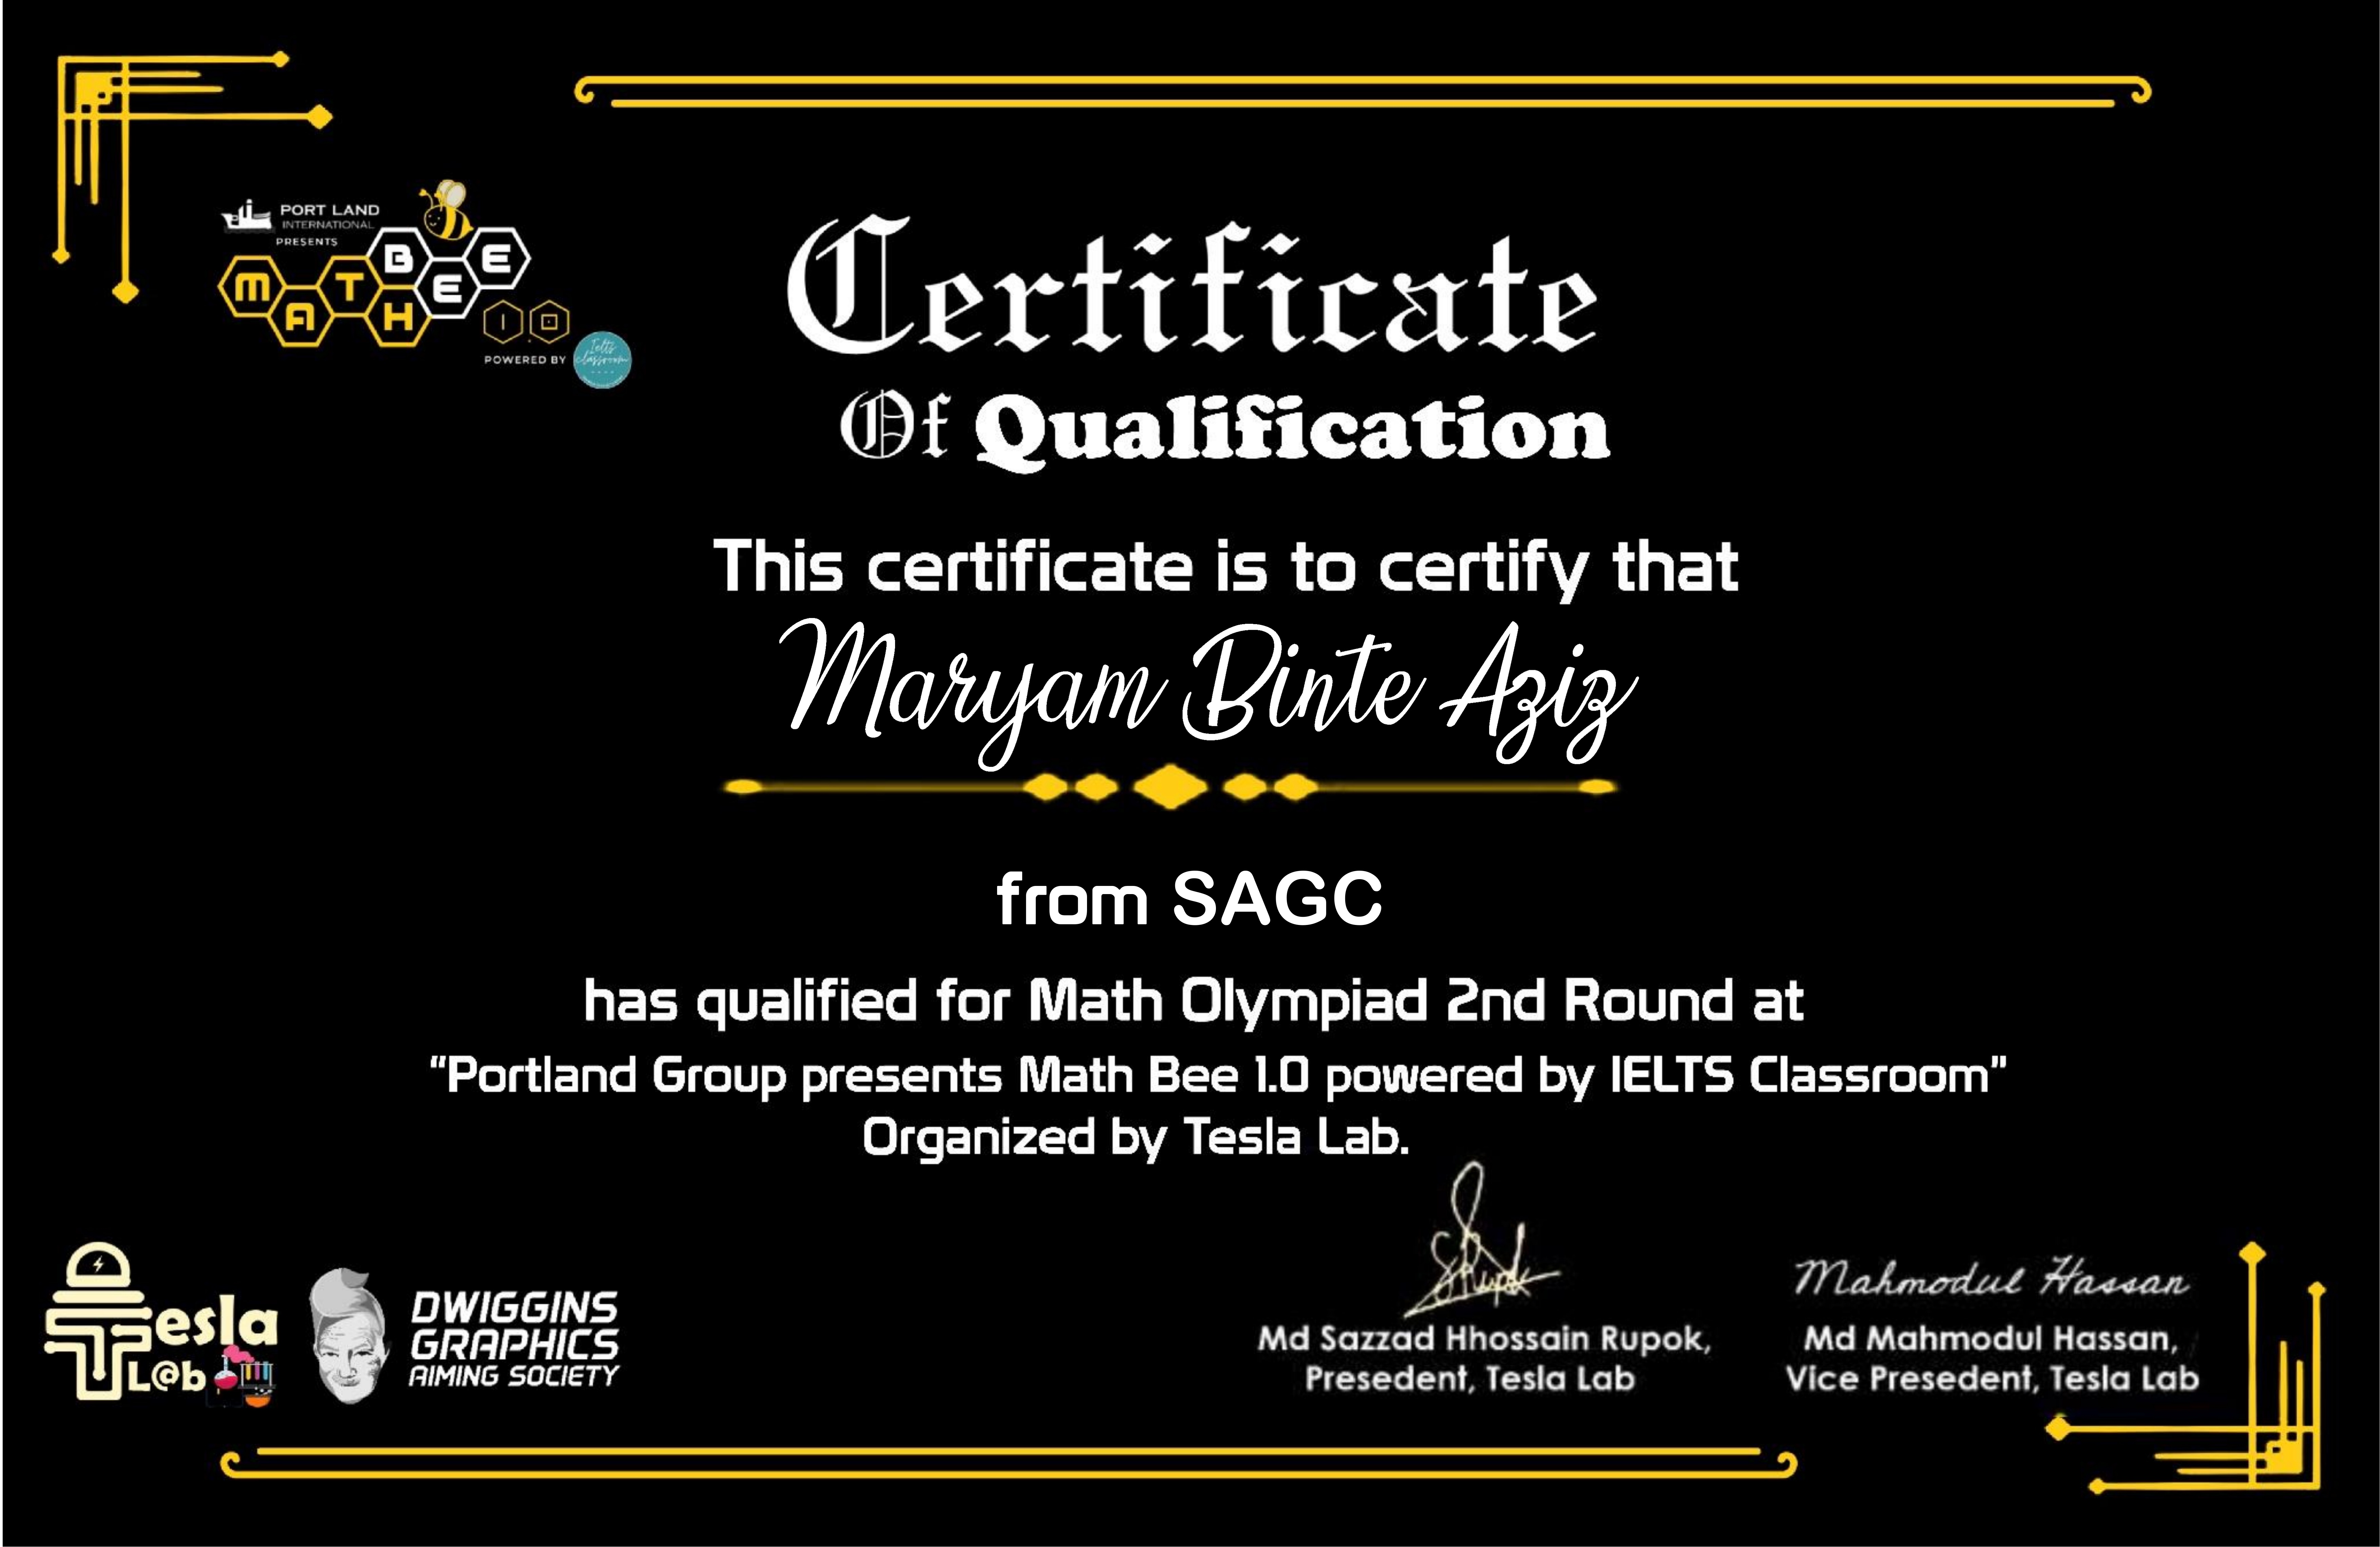 PORT LAND
INTERNATIONAL
PRESENTS
MATH BEE
1.0
POWERED BY
Ielts
classroom
Certificate
Of Qualification
This certificate is to certify that
Maryam Binte Aziz
from SAGC
has qualified for Math Olympiad 2nd Round at
“Portland Group presents Math Bee 1.0 powered by IELTS Classroom”
Organized by Tesla Lab.
Tesla
L@b
DWIGGINS
GRAPHICS
AIMING SOCIETY
Md Sazzad Hhossain Rupok,
Presedent, Tesla Lab
Mahmodul Hassan
Md Mahmodul Hassan,
Vice Presedent, Tesla Lab